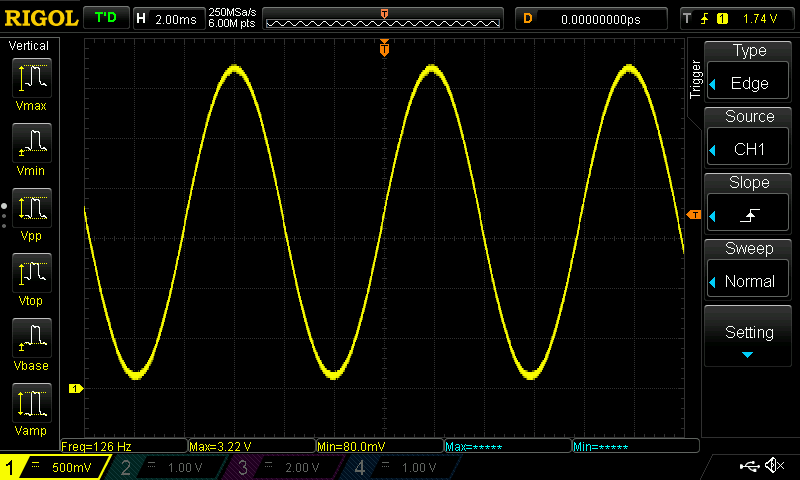 RIGOL T'D H 2.00ms 250MSa/s 6.00M pts T D 0.00000000ps T 1 1.74 V
Vertical
Vmax
Vmin
Vpp
Vtop
Vbase
Vamp
T
T
1
Trigger
Type
Edge
Source
CH1
Slope
Sweep
Normal
Setting
Freq=126 Hz Max=3.22 V Min=80.0mV Max=***** Min=*****
1 500mV 2 1.00 V 3 2.00 V 4 1.00 V